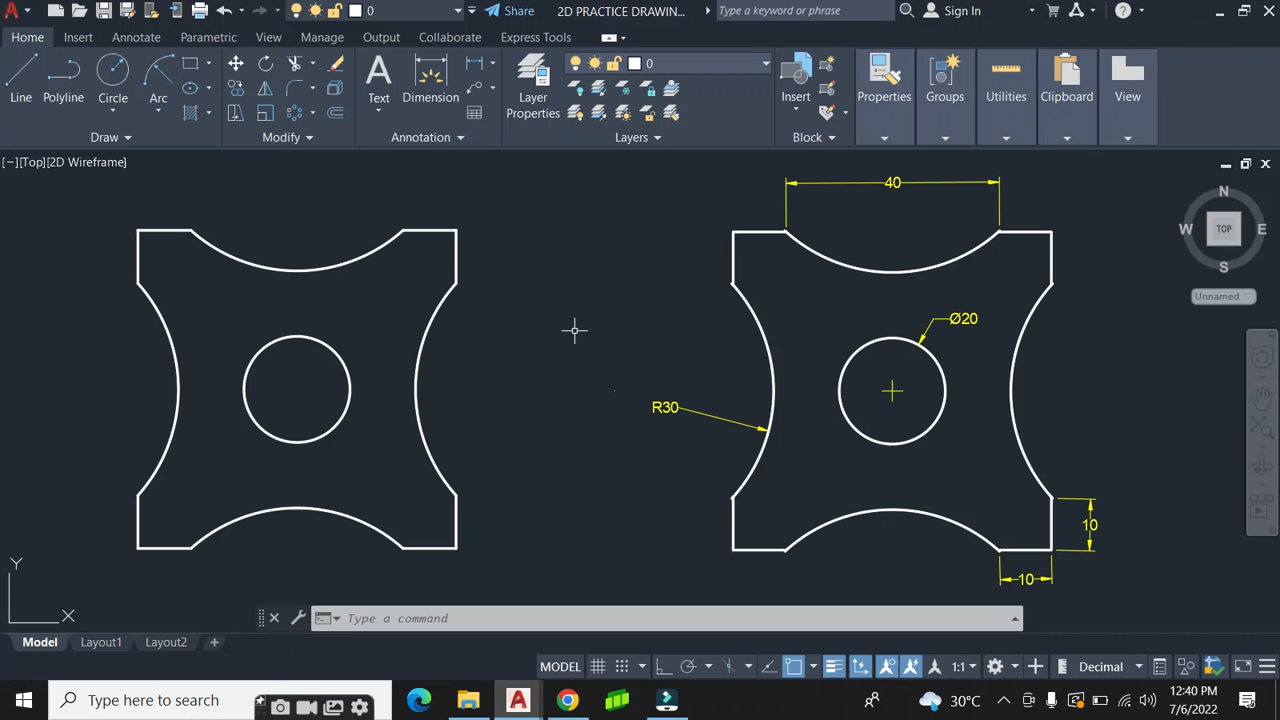 0
Share
2D PRACTICE DRAWIN...
Type a keyword or phrase
Sign In
Home
Insert
Annotate
Parametric
View
Manage
Output
Collaborate
Express Tools
Line
Polyline
Circle
Arc
Text
Dimension
Layer
Properties
0
Insert
Properties
Groups
Utilities
Clipboard
View
Draw
Modify
Annotation
Layers
Block
[−][Top][2D Wireframe]
40
N
W
TOP
E
S
Unnamed
Ø20
R30
10
10
Y
X
Type a command
Model
Layout1
Layout2
MODEL
1:1
Decimal
Type here to search
30°C
2:40 PM
7/6/2022